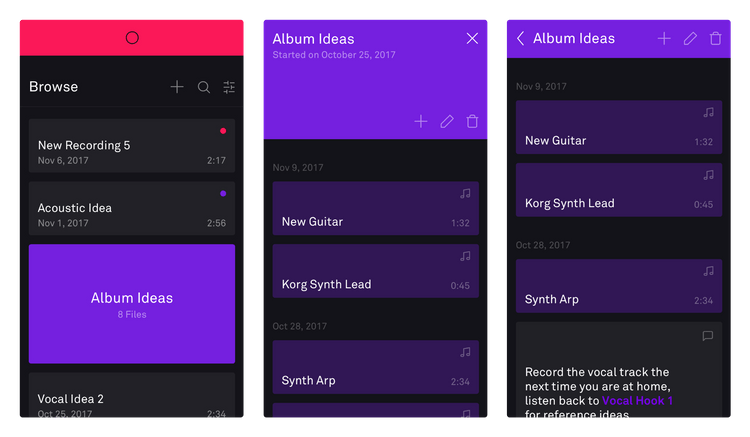 Browse
New Recording 5
Nov 6, 2017 2:17
Acoustic Idea
Nov 1, 2017 2:56
Album Ideas
8 Files
Vocal Idea 2
Oct 25, 2017 2:34
Album Ideas
Started on October 25, 2017
Nov 9, 2017
New Guitar 1:32
Korg Synth Lead 0:45
Oct 28, 2017
Synth Arp 2:34
Album Ideas
Nov 9, 2017
New Guitar 1:32
Korg Synth Lead 0:45
Oct 28, 2017
Synth Arp 2:34
Record the vocal track the
next time you are at home,
listen back to Vocal Hook 1
for reference ideas